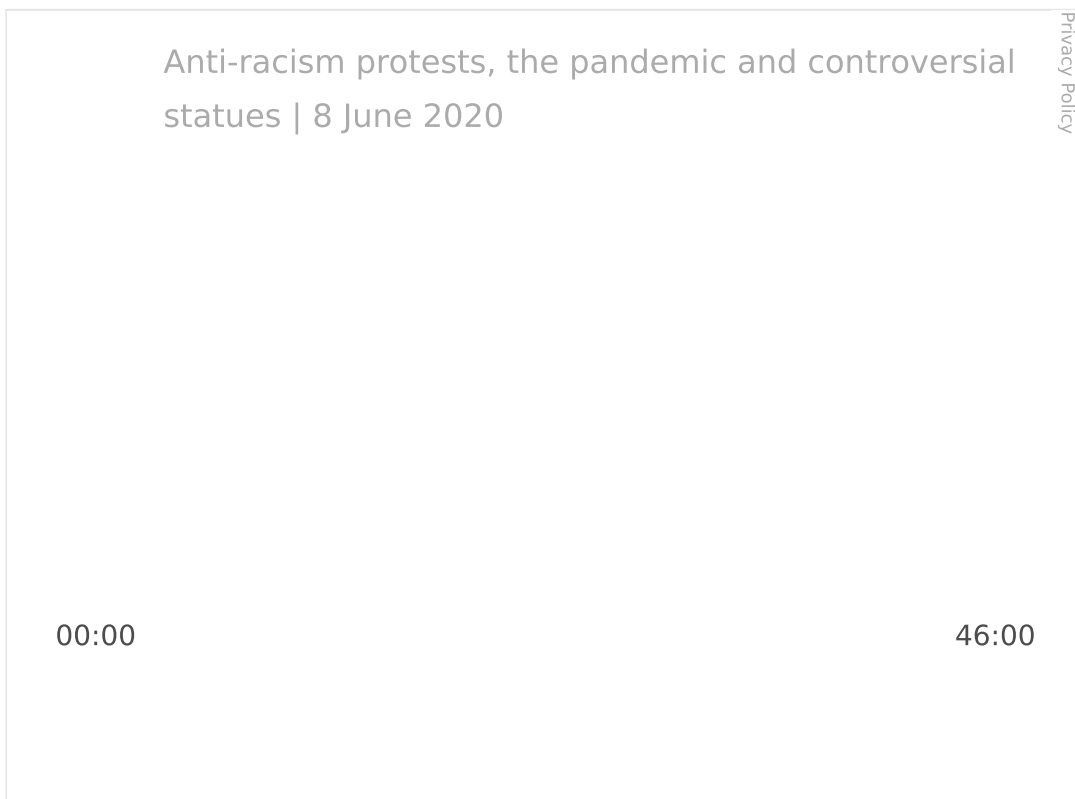 Anti-racism protests, the pandemic and controversial
statues | 8 June 2020
Privacy Policy
00:00
46:00